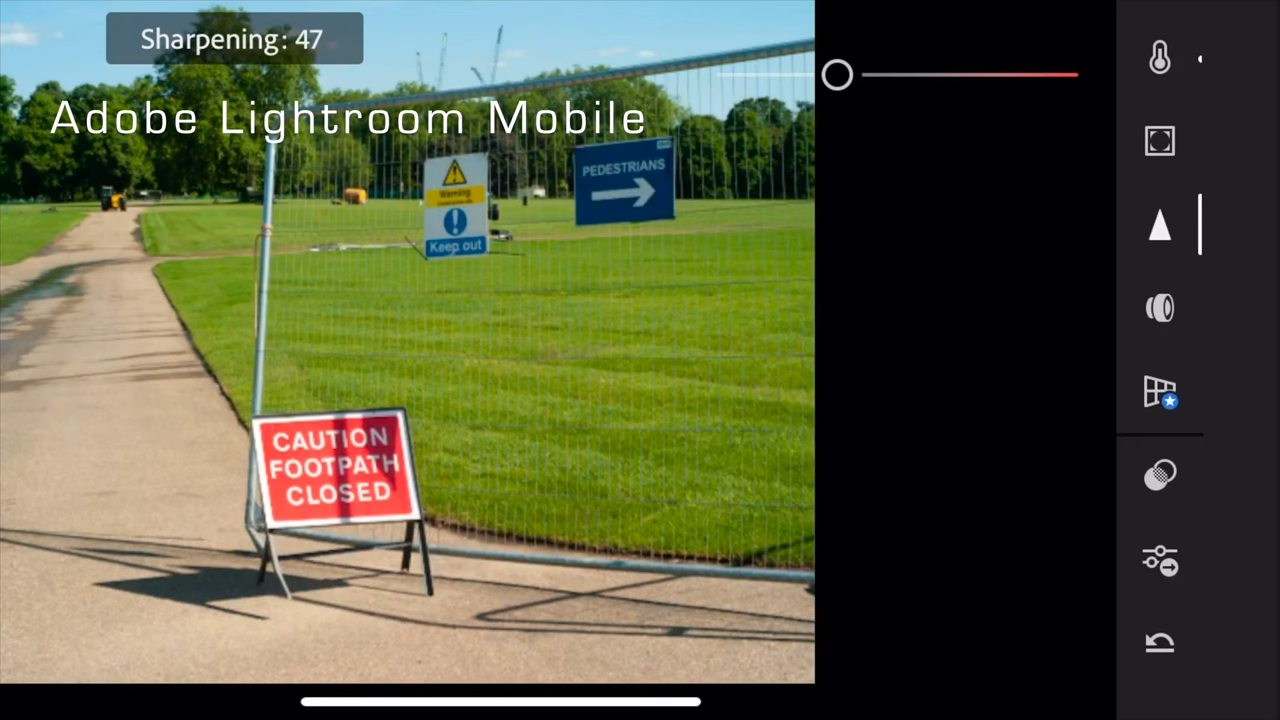 Sharpening: 47
Adobe Lightroom Mobile
PEDESTRIANS
Warning
Keep out
CAUTION
FOOTPATH
CLOSED